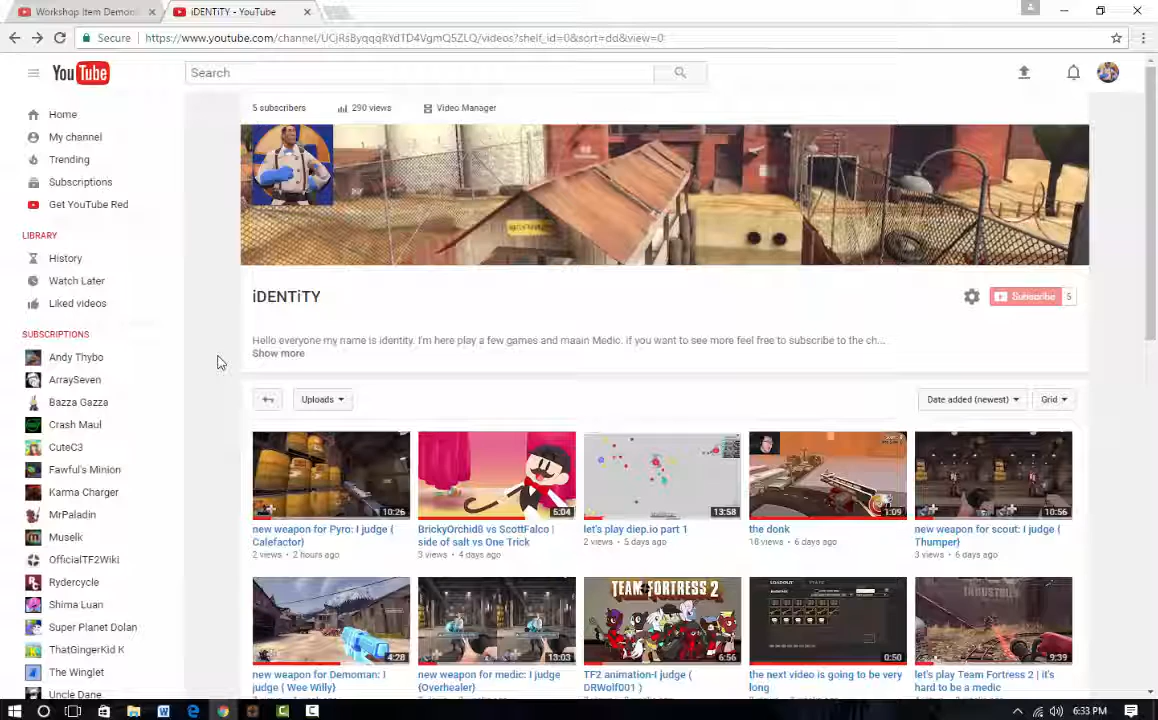 Workshop Item Demon
iDENTiTY - YouTube
Secure https://www.youtube.com/channel/UCjRsByqqqRYdTD4VgmQ5ZLQ/videos?shelf_id=0&sort=dd&view=0
YouTube
Search
Home
My channel
Trending
Subscriptions
Get YouTube Red
LIBRARY
History
Watch Later
Liked videos
SUBSCRIPTIONS
Andy Thybo
ArraySeven
Bazza Gazza
Crash Maul
CuteC3
Fawful's Minion
Karma Charger
MrPaladin
Muselk
OfficialTF2Wiki
Rydercycle
Shima Luan
Super Planet Dolan
ThatGingerKid K
The Winglet
Uncle Dane
5 subscribers 290 views Video Manager
iDENTiTY
Subscribe 5
Hello everyone my name is identity. I'm here play a few games and maain Medic. if you want to see more feel free to subscribe to the ch...
Show more
Uploads Date added (newest) Grid
10:26 5:04 13:58 1:09 10:56
new weapon for Pyro: I judge (
Calefactor)
2 views • 2 hours ago
BrickyOrchid8 vs ScottFalco |
side of salt vs One Trick
3 views • 4 days ago
let's play diep.io part 1
2 views • 5 days ago
the donk
18 views • 6 days ago
new weapon for scout: I judge (
Thumper)
3 views • 6 days ago
TEAM FORTRESS 2
4:28 13:03 6:56 0:50 9:39
new weapon for Demoman: I
judge ( Wee Willy)
new weapon for medic: I judge
(Overhealer)
TF2 animation-I judge (
DRWolf001 )
the next video is going to be very
long
let's play Team Fortress 2 | it's
hard to be a medic
6:33 PM